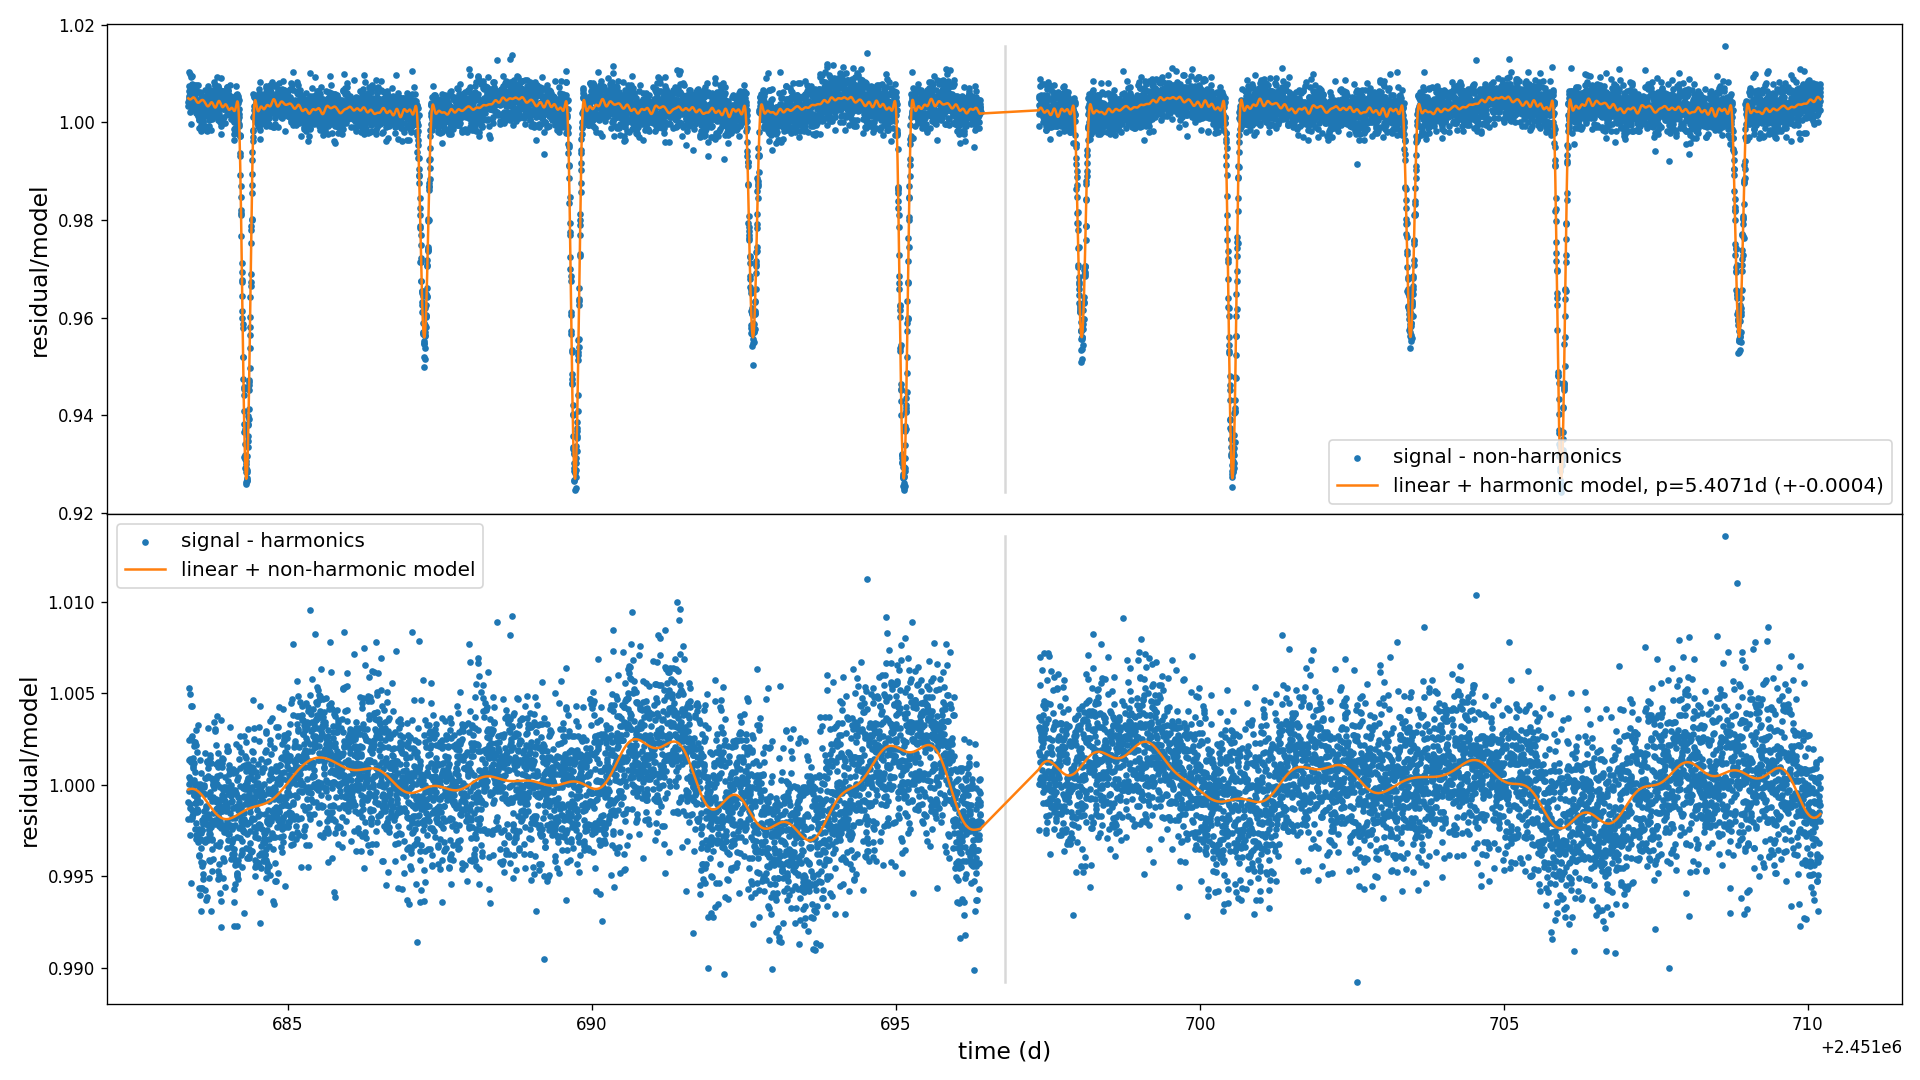 1.02
1.00
0.98
0.96
0.94
0.92
residual/model
signal - non-harmonics
linear + harmonic model, p=5.4071d (+-0.0004)
signal - harmonics
linear + non-harmonic model
1.010
1.005
1.000
0.995
0.990
residual/model
685
690
695
700
705
710
+2.451e6
time (d)